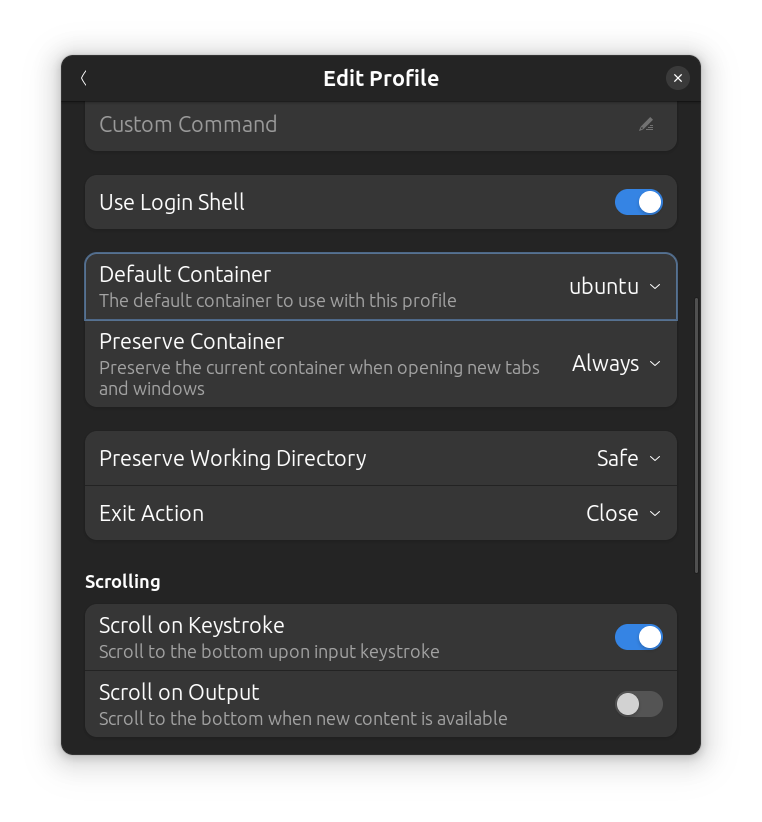 Edit Profile
Custom Command
Use Login Shell
Default Container
The default container to use with this profile
ubuntu
Preserve Container
Preserve the current container when opening new tabs
and windows
Always
Preserve Working Directory
Safe
Exit Action
Close
Scrolling
Scroll on Keystroke
Scroll to the bottom upon input keystroke
Scroll on Output
Scroll to the bottom when new content is available